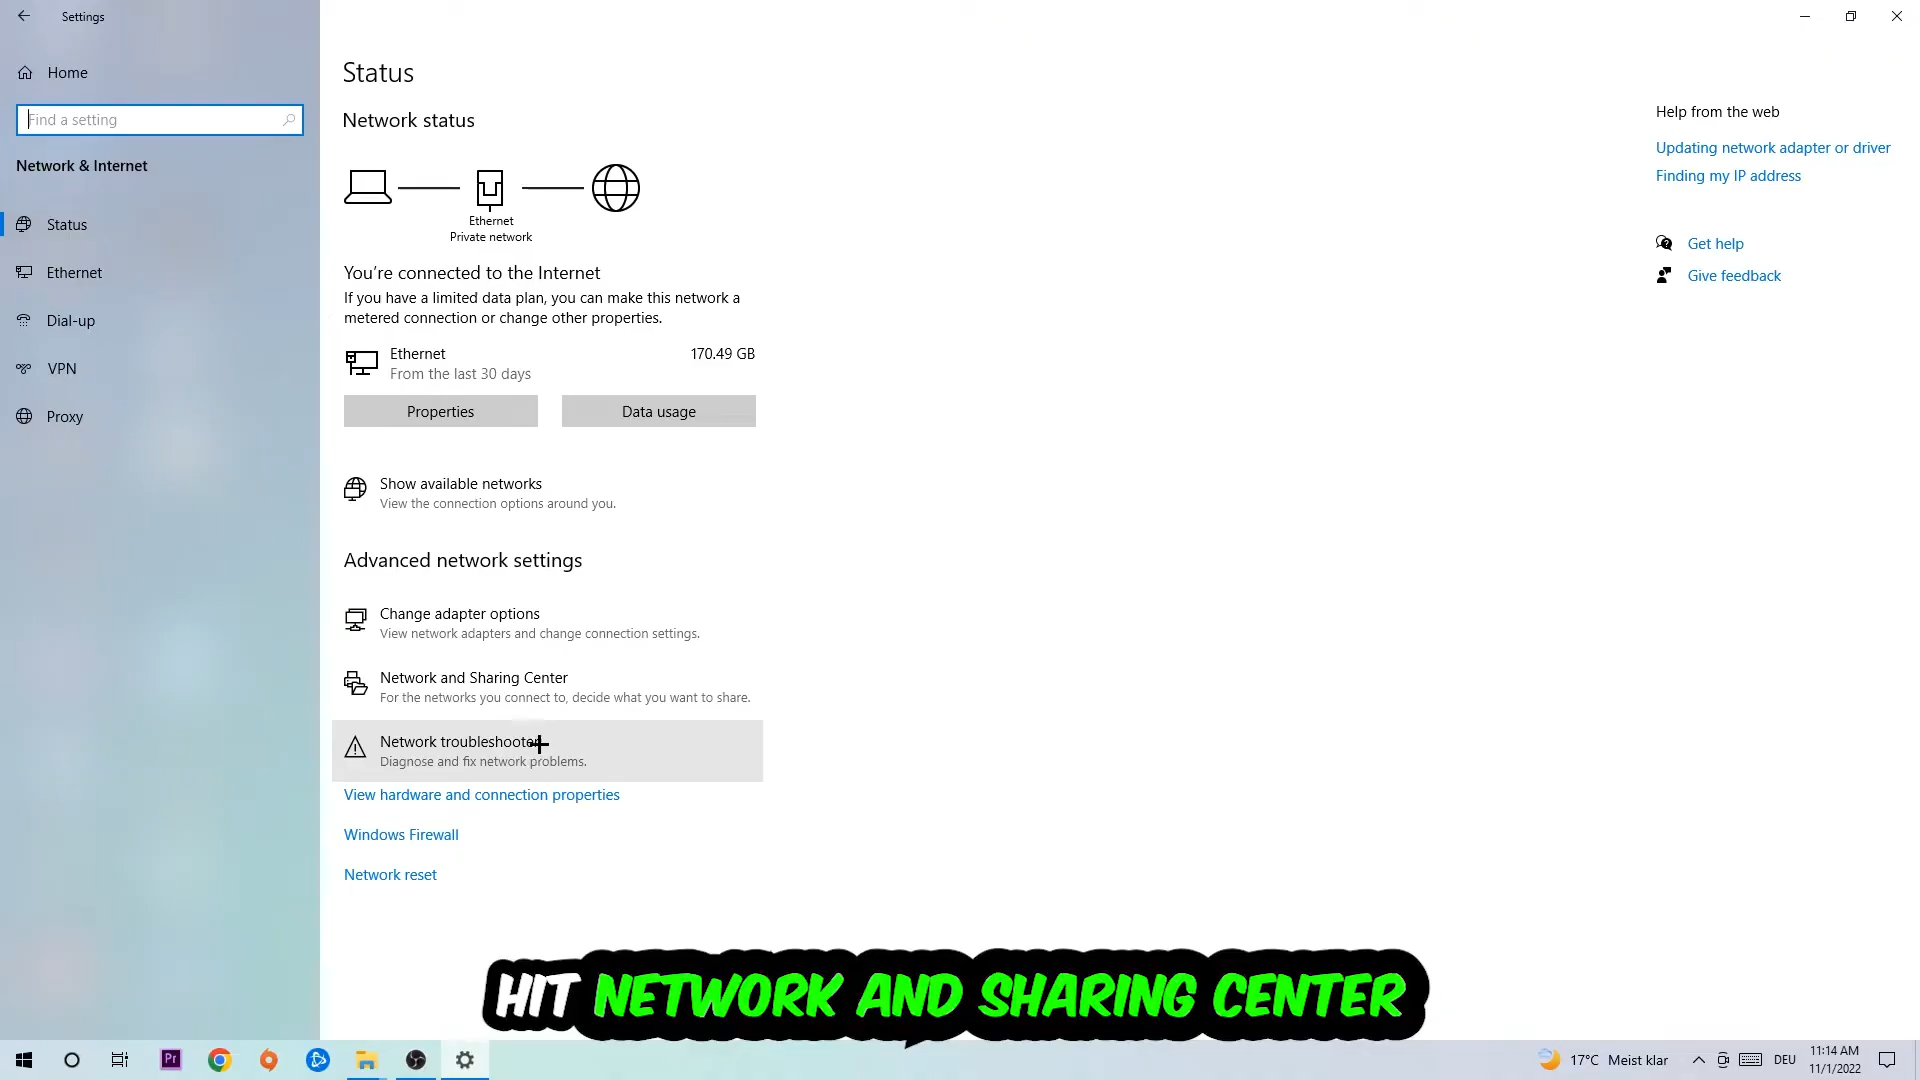 Settings
Home
Find a setting
Network & Internet
Status
Ethernet
Dial-up
VPN
Proxy
Status
Network status
Ethernet
Private network
You're connected to the Internet
If you have a limited data plan, you can make this network a
metered connection or change other properties.
Ethernet 170.49 GB
From the last 30 days
Properties Data usage
Show available networks
View the connection options around you.
Advanced network settings
Change adapter options
View network adapters and change connection settings.
Network and Sharing Center
For the networks you connect to, decide what you want to share.
Network troubleshooter
Diagnose and fix network problems.
View hardware and connection properties
Windows Firewall
Network reset
Help from the web
Updating network adapter or driver
Finding my IP address
Get help
Give feedback
HIT NETWORK AND SHARING CENTER
Pr
17°C Meist klar
DEU
11:14 AM
11/1/2022